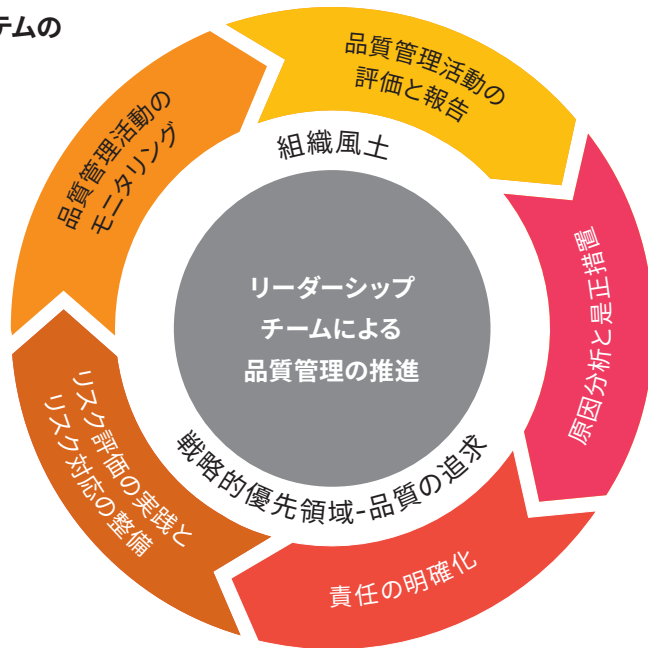 テムの
品質管理活動の
評価と報告
組織風土
品質管理活動の
モニタリング
リーダーシップ
チームによる
品質管理の推進
原因分析と是正措置
リスク評価の実践と
リスク対応の整備
戦略的優先領域-品質の追求
責任の明確化